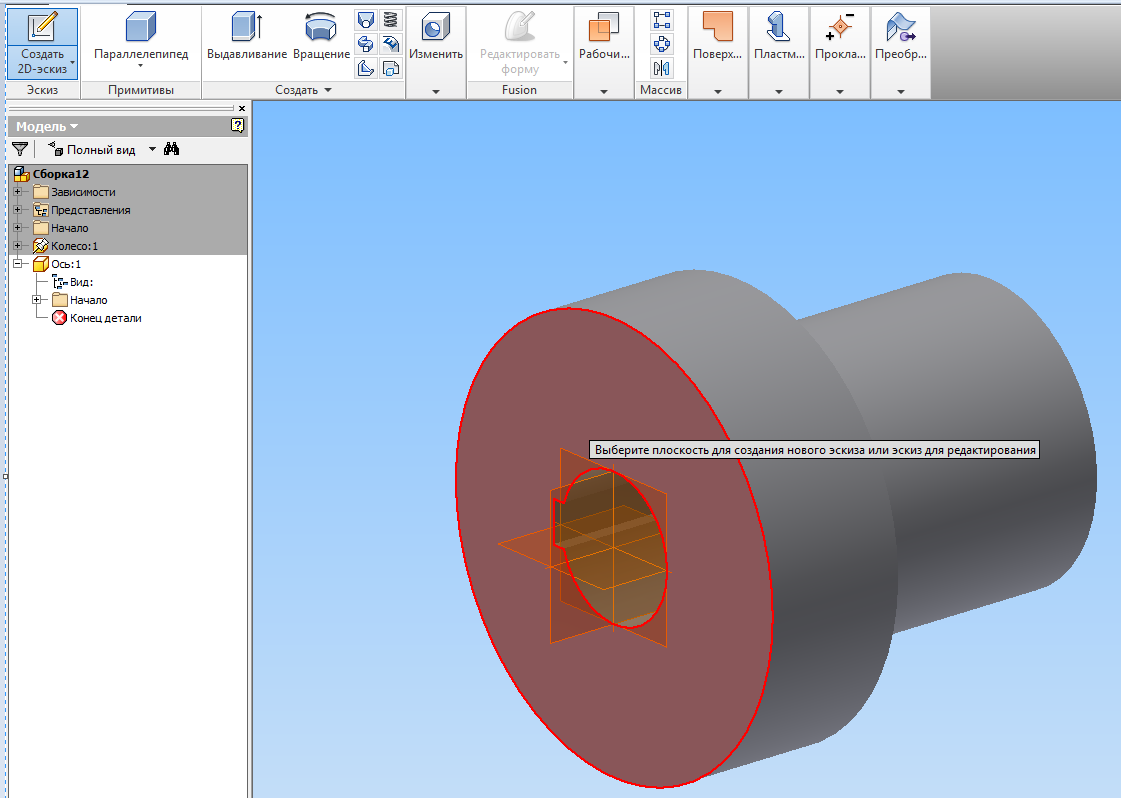 Создать
2D-эскиз
Эскиз
Параллелепипед
Примитивы
Выдавливание
Вращение
Создать
Изменить
Редактировать
форму
Fusion
Рабочи...
Массив
Поверх...
Пластм...
Прокла...
Преобр...
Модель
Полный вид
Сборка12
Зависимости
Представления
Начало
Колесо:1
Ось:1
Вид:
Начало
Конец детали
Выберите плоскость для создания нового эскиза или эскиз для редактирования